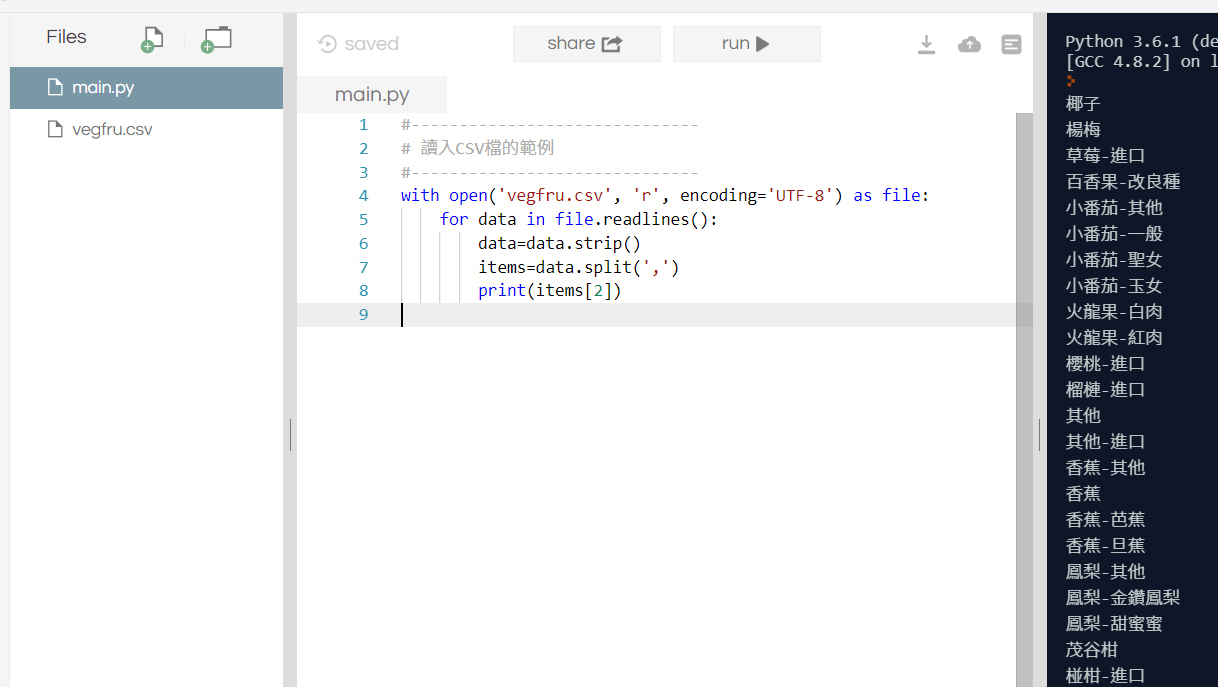 Files
main.py
vegfru.csv
saved
share
run
main.py
1 #------------------------------
2 # 讀入CSV檔的範例
3 #------------------------------
4 with open('vegfru.csv', 'r', encoding='UTF-8') as file:
5     for data in file.readlines():
6         data=data.strip()
7         items=data.split(',')
8         print(items[2])
9
Python 3.6.1 (de
[GCC 4.8.2] on l
椰子
楊梅
草莓-進口
百香果-改良種
小番茄-其他
小番茄-一般
小番茄-聖女
小番茄-玉女
火龍果-白肉
火龍果-紅肉
櫻桃-進口
榴槤-進口
其他
其他-進口
香蕉-其他
香蕉
香蕉-芭蕉
香蕉-旦蕉
鳳梨-其他
鳳梨-金鑽鳳梨
鳳梨-甜蜜蜜
茂谷柑
椪柑-進口